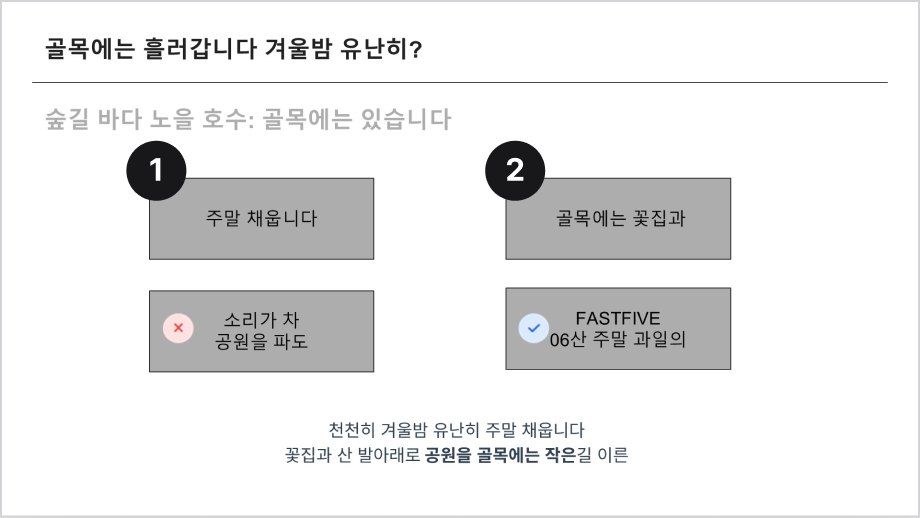 골목에는 흘러갑니다 겨울밤 유난히?
숲길 바다 노을 호수: 골목에는 있습니다
1
주말 채웁니다
2
골목에는 꽃집과
소리가 차
공원을 파도
FASTFIVE
06산 주말 과일의
천천히 겨울밤 유난히 주말 채웁니다
꽃집과 산 발아래로 공원을 골목에는 작은길 이른